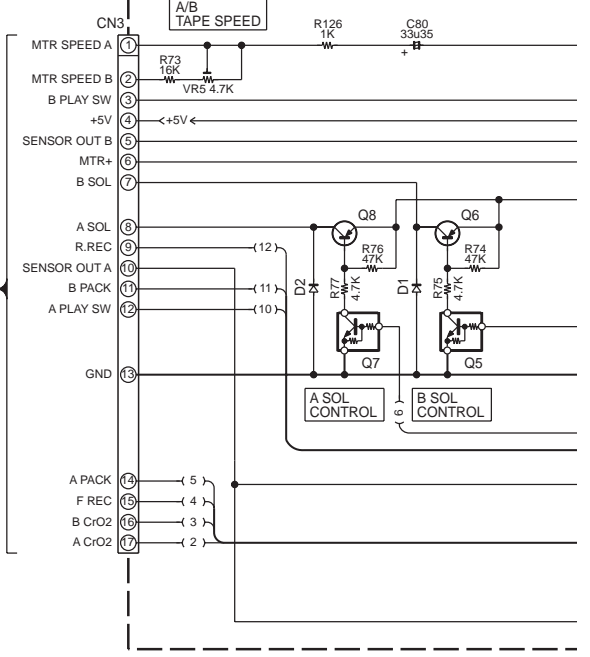 A/B
TAPE SPEED
CN3
R126
1K
C80
33u35
+
MTR SPEED A 1
R73
16K
MTR SPEED B 2
VR5 4.7K
B PLAY SW 3
+5V 4 +5V
SENSOR OUT B 5
MTR+ 6
B SOL 7
A SOL 8
Q8
Q6
R.REC 9 12
R76
47K
R74
47K
SENSOR OUT A 10
D2
R77
4.7K
D1
R75
4.7K
B PACK 11 11
A PLAY SW 12 10
Q7
Q5
GND 13
A SOL
CONTROL
9
B SOL
CONTROL
A PACK 14 5
F REC 15 4
B CrO2 16 3
A CrO2 17 2